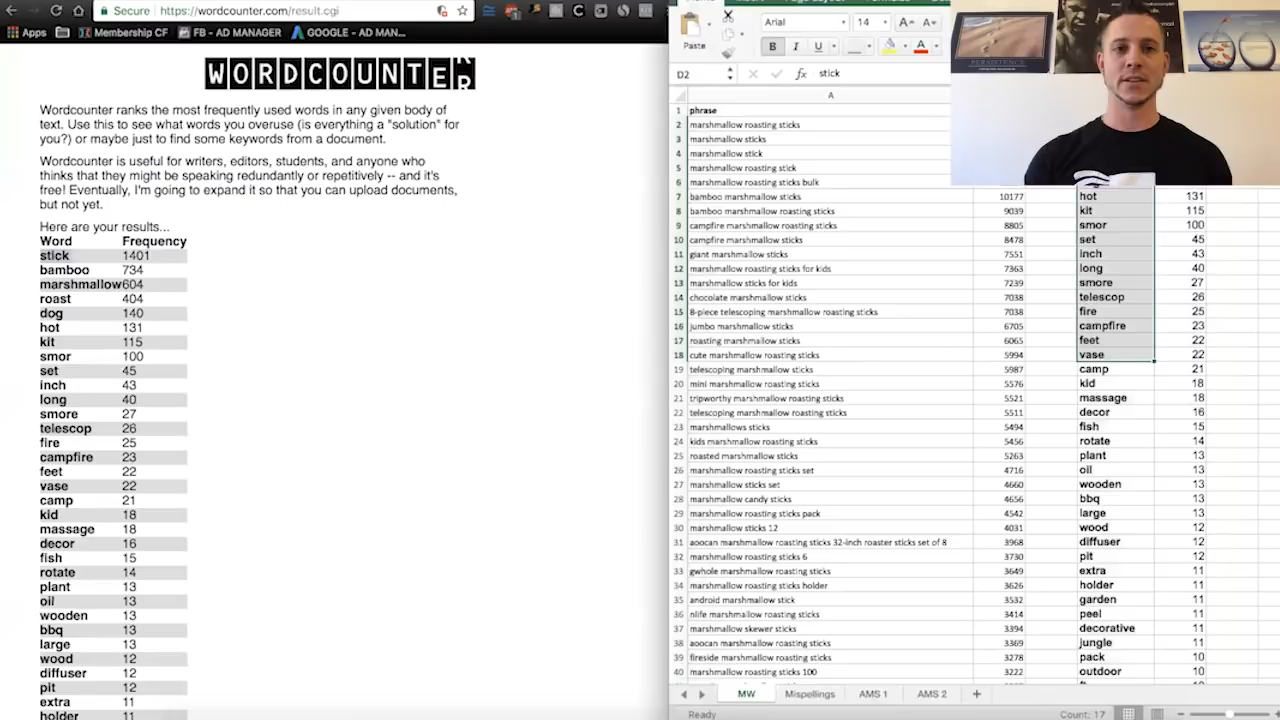 Secure
https://wordcounter.com/result.cgi
Apps
Membership CF
FB - AD MANAGER
GOOGLE - AD MAN...
WORDCOUNTER
Wordcounter ranks the most frequently used words in any given body of
text. Use this to see what words you overuse (is everything a "solution" for
you?) or maybe just to find some keywords from a document.
Wordcounter is useful for writers, editors, students, and anyone who
thinks that they might be speaking redundantly or repetitively -- and it's
free! Eventually, I'm going to expand it so that you can upload documents,
but not yet.
Here are your results...
Word Frequency
stick 1401
bamboo 734
marshmallow 604
roast 404
dog 140
hot 131
kit 115
smor 100
set 45
inch 43
long 40
smore 27
telescop 26
fire 25
campfire 23
feet 22
vase 22
camp 21
kid 18
massage 18
decor 16
fish 15
rotate 14
plant 13
oil 13
wooden 13
bbq 13
large 13
wood 12
diffuser 12
pit 12
extra 11
holder 11
Paste
Arial 14
B I U
D2 fx stick
A
1 phrase
2 marshmallow roasting sticks
3 marshmallow sticks
4 marshmallow stick
5 marshmallow roasting stick
6 marshmallow roasting sticks bulk
7 bamboo marshmallow sticks 10177 hot 131
8 bamboo marshmallow roasting sticks 9039 kit 115
9 campfire marshmallow roasting sticks 8805 smor 100
10 campfire marshmallow sticks 8478 set 45
11 giant marshmallow sticks 7551 inch 43
12 marshmallow roasting sticks for kids 7363 long 40
13 marshmallow sticks for kids 7239 smore 27
14 chocolate marshmallow sticks 7038 telescop 26
15 8-piece telescoping marshmallow roasting sticks 7038 fire 25
16 jumbo marshmallow sticks 6705 campfire 23
17 roasting marshmallow sticks 6065 feet 22
18 cute marshmallow roasting sticks 5994 vase 22
19 telescoping marshmallow sticks 5987 camp 21
20 mini marshmallow roasting sticks 5576 kid 18
21 tripworthy marshmallow roasting sticks 5521 massage 18
22 telescoping marshmallow roasting sticks 5511 decor 16
23 marshmallows sticks 5494 fish 15
24 kids marshmallow roasting sticks 5456 rotate 14
25 roasted marshmallow sticks 5263 plant 13
26 marshmallow roasting sticks set 4716 oil 13
27 marshmallow sticks set 4660 wooden 13
28 marshmallow candy sticks 4656 bbq 13
29 marshmallow roasting sticks pack 4542 large 13
30 marshmallow sticks 12 4031 wood 12
31 aoocan marshmallow roasting sticks 32-inch roaster sticks set of 8 3968 diffuser 12
32 marshmallow roasting sticks 6 3730 pit 12
33 gwhole marshmallow roasting sticks 3649 extra 11
34 marshmallow roasting sticks holder 3626 holder 11
35 android marshmallow stick 3532 garden 11
36 nlife marshmallow roasting sticks 3414 peel 11
37 marshmallow skewer sticks 3394 decorative 11
38 aoocan marshmallow roasting sticks 3369 jungle 11
39 fireside marshmallow roasting sticks 3278 pack 10
40 marshmallow roasting sticks 100 3222 outdoor 10
MW Mispellings AMS 1 AMS 2 +
Ready Count: 17
PERSISTENCE